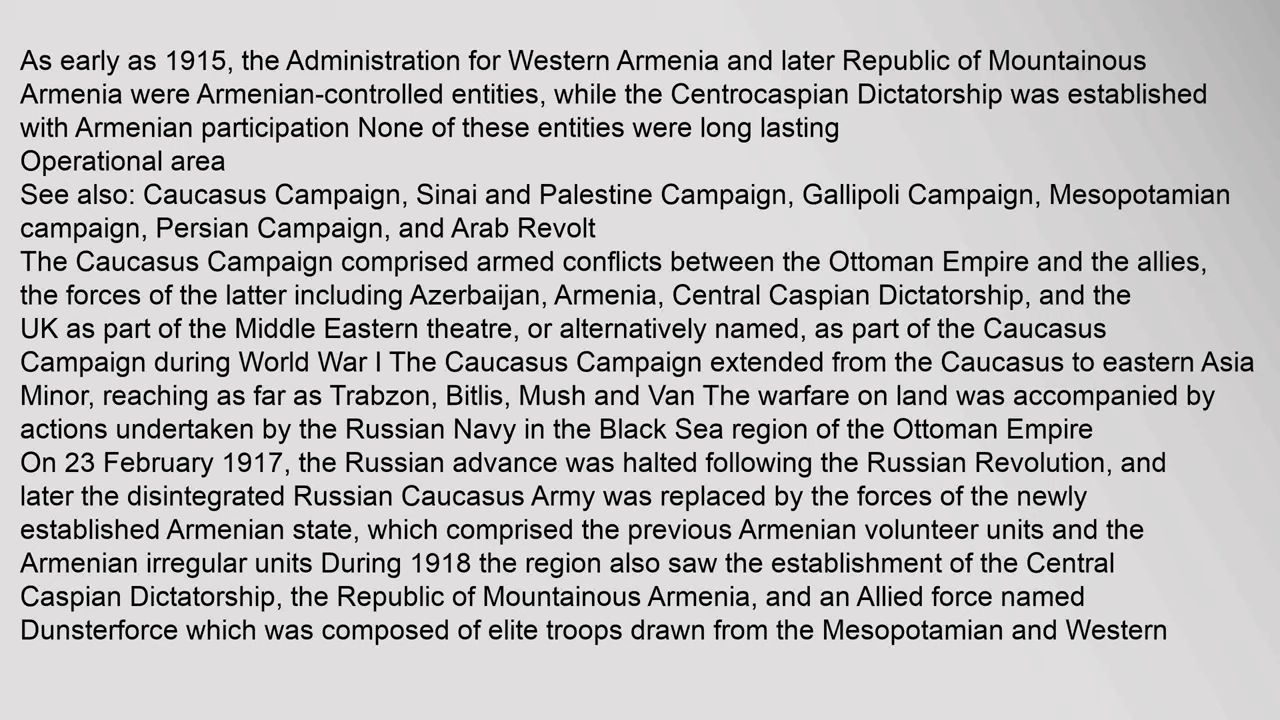 As early as 1915, the Administration for Western Armenia and later Republic of Mountainous
Armenia were Armenian-controlled entities, while the Centrocaspian Dictatorship was established
with Armenian participation None of these entities were long lasting
Operational area
See also: Caucasus Campaign, Sinai and Palestine Campaign, Gallipoli Campaign, Mesopotamian
campaign, Persian Campaign, and Arab Revolt
The Caucasus Campaign comprised armed conflicts between the Ottoman Empire and the allies,
the forces of the latter including Azerbaijan, Armenia, Central Caspian Dictatorship, and the
UK as part of the Middle Eastern theatre, or alternatively named, as part of the Caucasus
Campaign during World War I The Caucasus Campaign extended from the Caucasus to eastern Asia
Minor, reaching as far as Trabzon, Bitlis, Mush and Van The warfare on land was accompanied by
actions undertaken by the Russian Navy in the Black Sea region of the Ottoman Empire
On 23 February 1917, the Russian advance was halted following the Russian Revolution, and
later the disintegrated Russian Caucasus Army was replaced by the forces of the newly
established Armenian state, which comprised the previous Armenian volunteer units and the
Armenian irregular units During 1918 the region also saw the establishment of the Central
Caspian Dictatorship, the Republic of Mountainous Armenia, and an Allied force named
Dunsterforce which was composed of elite troops drawn from the Mesopotamian and Western